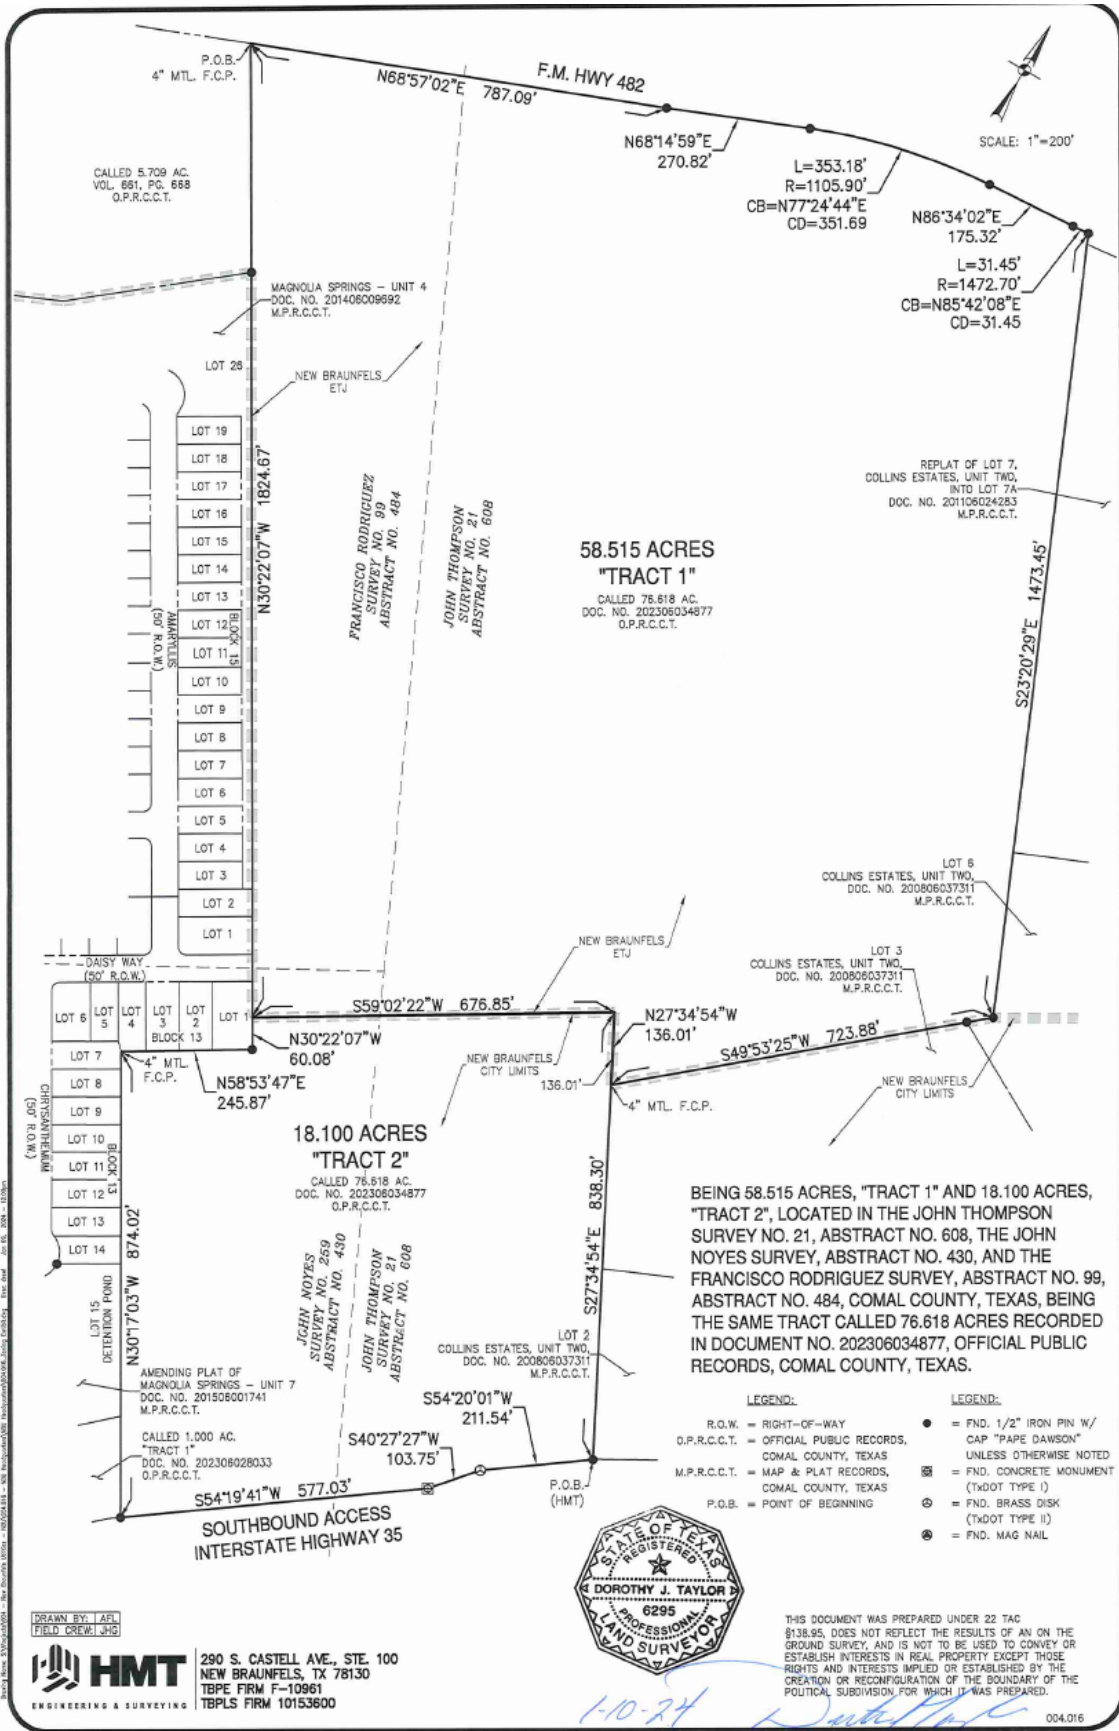 P.O.B.
4" MTL. F.C.P.
F.M. HWY 482
N68°57'02"E 787.09'
N68°14'59"E
270.82'
L=353.18'
R=1105.90'
CB=N77°24'44"E
CD=351.69
N86°34'02"E
175.32'
L=31.45'
R=1472.70'
CB=N85°42'08"E
CD=31.45
SCALE: 1"=200'
CALLED 5.709 AC.
VOL. 661, PG. 668
O.P.R.C.C.T.
MAGNOLIA SPRINGS – UNIT 4
DOC. NO. 201406009692
M.P.R.C.C.T.
LOT 26
NEW BRAUNFELS
ETJ
LOT 19
LOT 18
LOT 17
LOT 16
LOT 15
LOT 14
LOT 13
LOT 12
LOT 11
LOT 10
LOT 9
LOT 8
LOT 7
LOT 6
LOT 5
LOT 4
LOT 3
LOT 2
LOT 1
BLOCK 15
AMARYLLIS
(50' R.O.W.)
N30°22'07"W 1824.67'
FRANCISCO RODRIGUEZ
SURVEY NO. 99
ABSTRACT NO. 484
JOHN THOMPSON
SURVEY NO. 21
ABSTRACT NO. 608
58.515 ACRES
"TRACT 1"
CALLED 76.618 AC.
DOC. NO. 202306034877
O.P.R.C.C.T.
REPLAT OF LOT 7,
COLLINS ESTATES, UNIT TWO,
INTO LOT 7A
DOC. NO. 201106024283
M.P.R.C.C.T.
S23°20'29"E 1473.45'
LOT 6
COLLINS ESTATES, UNIT TWO,
DOC. NO. 200806037311
M.P.R.C.C.T.
LOT 3
COLLINS ESTATES, UNIT TWO,
DOC. NO. 200806037311
M.P.R.C.C.T.
NEW BRAUNFELS
ETJ
DAISY WAY
(50' R.O.W.)
S59°02'22"W 676.85'
N27°34'54"W
136.01'
S49°53'25"W 723.88'
LOT 6
LOT 5
LOT 4
LOT 3
LOT 2
LOT 1
BLOCK 13
N30°22'07"W
60.08'
NEW BRAUNFELS
CITY LIMITS
136.01'
NEW BRAUNFELS
CITY LIMITS
4" MTL. F.C.P.
4" MTL.
F.C.P.
N58°53'47"E
245.87'
LOT 7
LOT 8
LOT 9
LOT 10
LOT 11
LOT 12
LOT 13
LOT 14
BLOCK 13
CHRYSANTHEMUM
(50' R.O.W.)
LOT 15
DETENTION POND
N30°17'03"W 874.02'
18.100 ACRES
"TRACT 2"
CALLED 76.618 AC.
DOC. NO. 202306034877
O.P.R.C.C.T.
JOHN NOYES
SURVEY NO. 259
ABSTRACT NO. 430
JOHN THOMPSON
SURVEY NO. 21
ABSTRACT NO. 608
S27°34'54"E 838.30'
LOT 2
COLLINS ESTATES, UNIT TWO,
DOC. NO. 200806037311
M.P.R.C.C.T.
AMENDING PLAT OF
MAGNOLIA SPRINGS – UNIT 7
DOC. NO. 201506001741
M.P.R.C.C.T.
CALLED 1.000 AC.
"TRACT 1"
DOC. NO. 202306028033
O.P.R.C.C.T.
S54°20'01"W
211.54'
S40°27'27"W
103.75'
S54°19'41"W 577.03'
P.O.B.
(HMT)
SOUTHBOUND ACCESS
INTERSTATE HIGHWAY 35
BEING 58.515 ACRES, "TRACT 1" AND 18.100 ACRES,
"TRACT 2", LOCATED IN THE JOHN THOMPSON
SURVEY NO. 21, ABSTRACT NO. 608, THE JOHN
NOYES SURVEY, ABSTRACT NO. 430, AND THE
FRANCISCO RODRIGUEZ SURVEY, ABSTRACT NO. 99,
ABSTRACT NO. 484, COMAL COUNTY, TEXAS, BEING
THE SAME TRACT CALLED 76.618 ACRES RECORDED
IN DOCUMENT NO. 202306034877, OFFICIAL PUBLIC
RECORDS, COMAL COUNTY, TEXAS.
LEGEND:
R.O.W. = RIGHT-OF-WAY
O.P.R.C.C.T. = OFFICIAL PUBLIC RECORDS,
COMAL COUNTY, TEXAS
M.P.R.C.C.T. = MAP & PLAT RECORDS,
COMAL COUNTY, TEXAS
P.O.B. = POINT OF BEGINNING
LEGEND:
= FND. 1/2" IRON PIN W/
CAP "PAPE DAWSON"
UNLESS OTHERWISE NOTED
= FND. CONCRETE MONUMENT
(TxDOT TYPE I)
= FND. BRASS DISK
(TxDOT TYPE II)
= FND. MAG NAIL
STATE OF TEXAS
REGISTERED
DOROTHY J. TAYLOR
6295
PROFESSIONAL
LAND SURVEYOR
THIS DOCUMENT WAS PREPARED UNDER 22 TAC
§138.95, DOES NOT REFLECT THE RESULTS OF AN ON THE
GROUND SURVEY, AND IS NOT TO BE USED TO CONVEY OR
ESTABLISH INTERESTS IN REAL PROPERTY EXCEPT THOSE
RIGHTS AND INTERESTS IMPLIED OR ESTABLISHED BY THE
CREATION OR RECONFIGURATION OF THE BOUNDARY OF THE
POLITICAL SUBDIVISION FOR WHICH IT WAS PREPARED.
1-10-24
004.016
DRAWN BY: AFL
FIELD CREW: JHG
HMT
ENGINEERING & SURVEYING
290 S. CASTELL AVE., STE. 100
NEW BRAUNFELS, TX 78130
TBPE FIRM F-10961
TBPLS FIRM 10153600